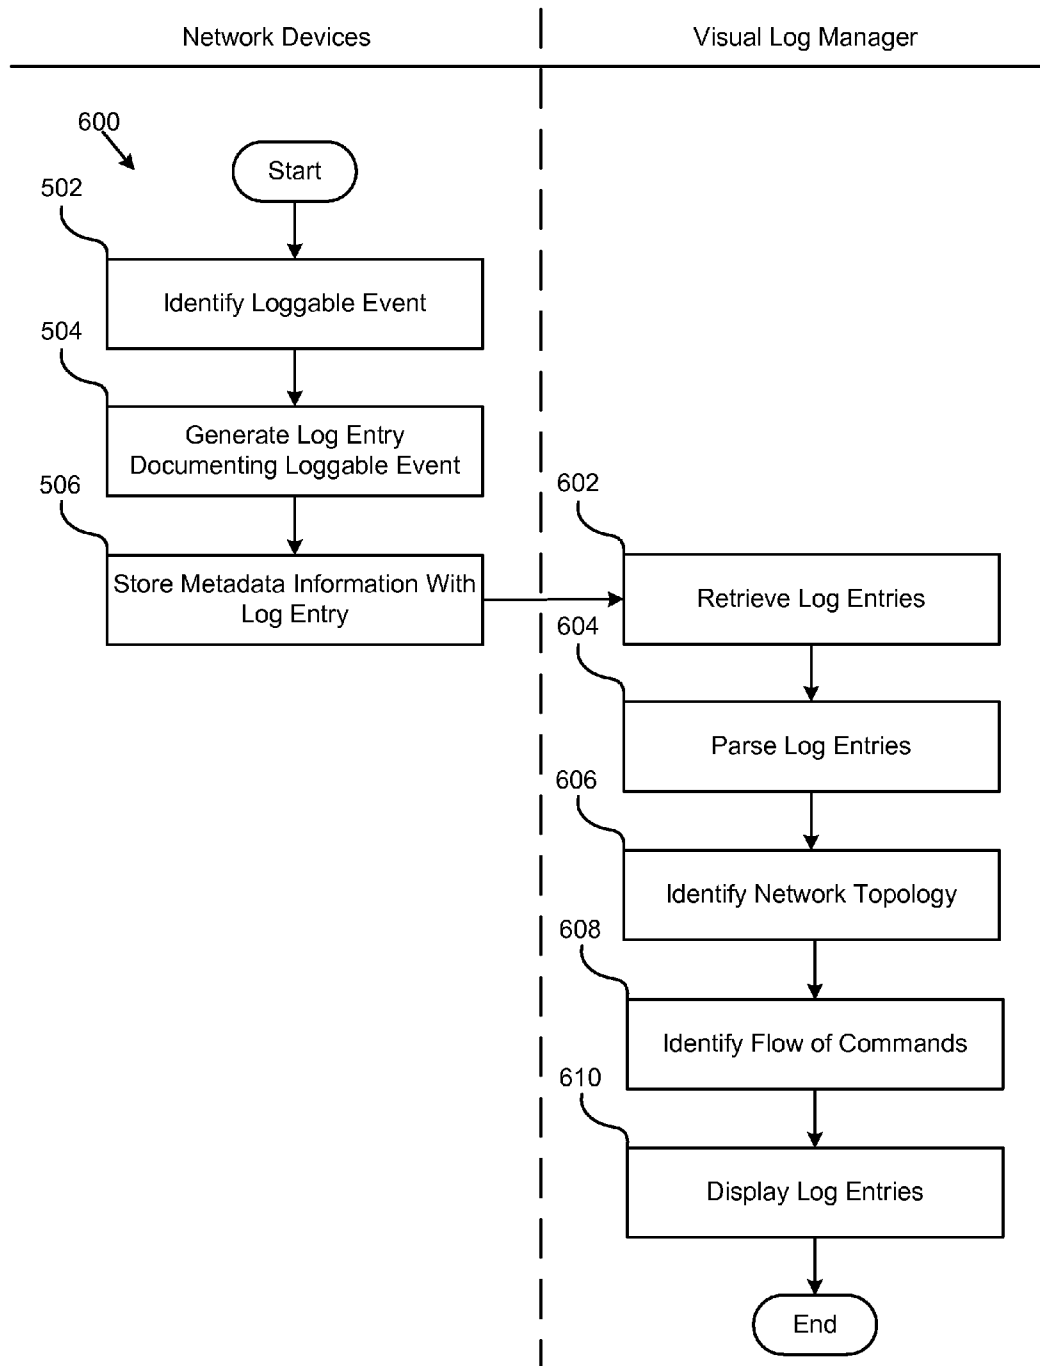 Network Devices
Visual Log Manager
600
Start
502
Identify Loggable Event
504
Generate Log Entry
Documenting Loggable Event
506
Store Metadata Information With
Log Entry
602
Retrieve Log Entries
604
Parse Log Entries
606
Identify Network Topology
608
Identify Flow of Commands
610
Display Log Entries
End